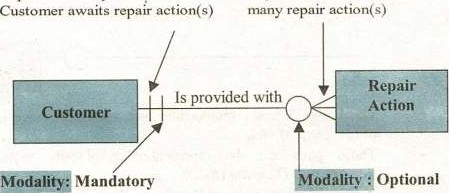 Customer awaits repair action(s)
many repair action(s)
Customer
Is provided with
Repair
Action
Modality: Mandatory
Modality : Optional